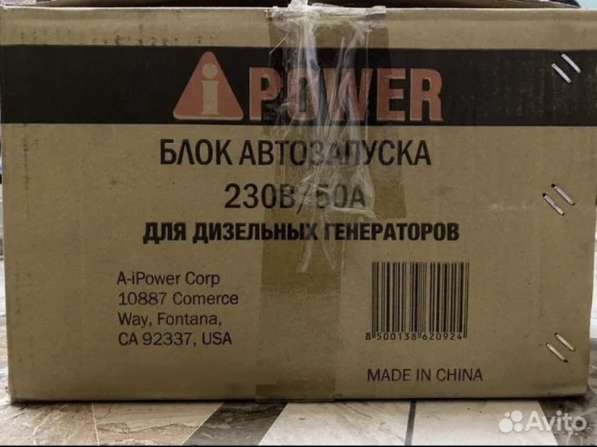 POWER
БЛОК АВТОЗАПУСКА
230В/50А
ДЛЯ ДИЗЕЛЬНЫХ ГЕНЕРАТОРОВ
A-iPower Corp
10887 Comerce
Way, Fontana,
CA 92337, USA
8 500138 620924
MADE IN CHINA
Avito